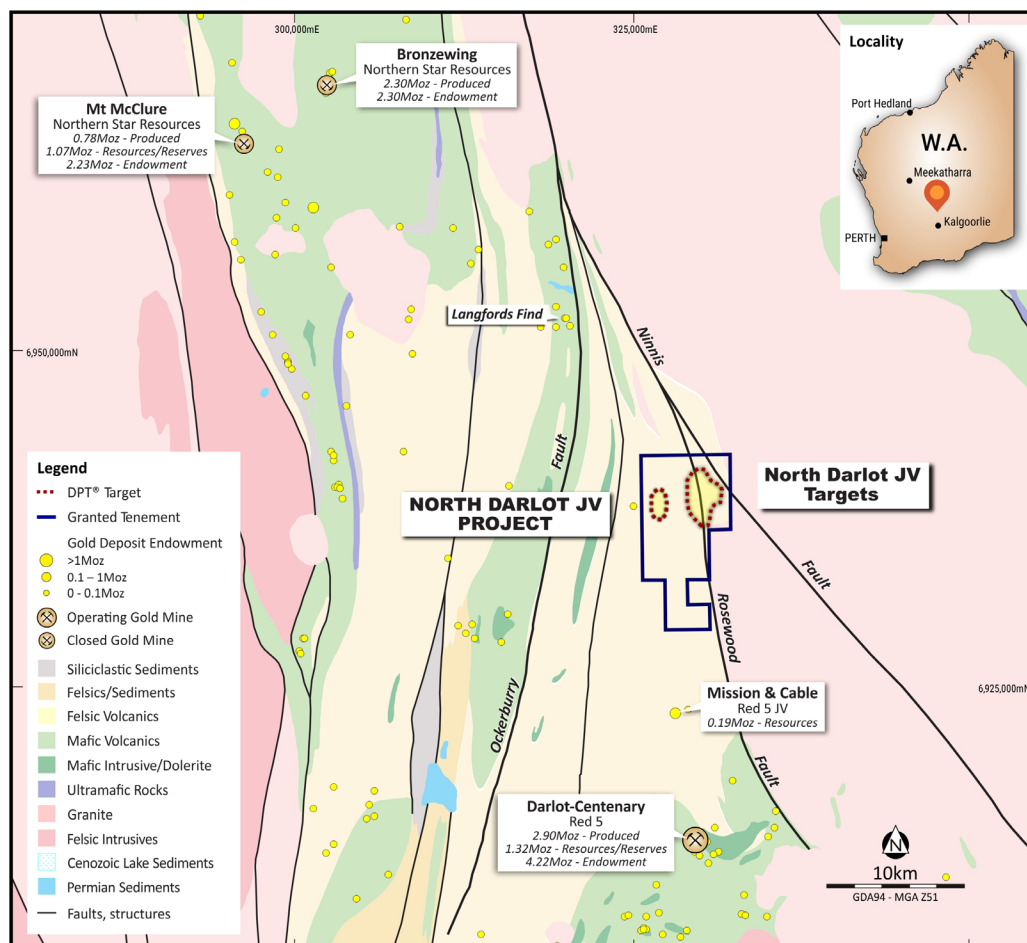 300,000mE
325,000mE
Bronzewing
Northern Star Resources
2.30Moz - Produced
2.30Moz - Endowment
Mt McClure
Northern Star Resources
0.78Moz - Produced
1.07Moz - Resources/Reserves
2.23Moz - Endowment
Locality
Port Hedland
W.A.
Meekatharra
Kalgoorlie
PERTH
Langfords Find
Ninnis
6,950,000mN
Fault
NORTH DARLOT JV
PROJECT
North Darlot JV
Targets
Fault
Rosewood
Legend
DPT® Target
Granted Tenement
Gold Deposit Endowment
>1Moz
0.1 – 1Moz
0 - 0.1Moz
Operating Gold Mine
Closed Gold Mine
Siliciclastic Sediments
Felsics/Sediments
Felsic Volcanics
Mafic Volcanics
Mafic Intrusive/Dolerite
Ultramafic Rocks
Granite
Felsic Intrusives
Cenozoic Lake Sediments
Permian Sediments
Faults, structures
6,925,000mN
Mission & Cable
Red 5 JV
0.19Moz - Resources
Ockerburry
Fault
Darlot-Centenary
Red 5
2.90Moz - Produced
1.32Moz - Resources/Reserves
4.22Moz - Endowment
N
10km
GDA94 - MGA Z51